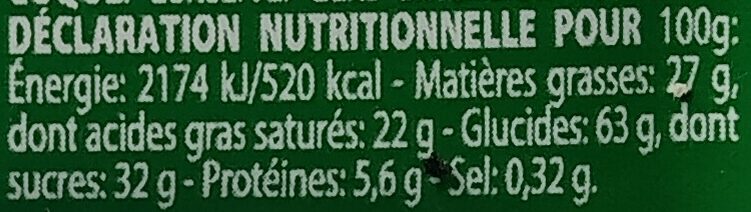 DÉCLARATION NUTRITIONNELLE POUR 100g:
Énergie: 2174 kJ/520 kcal - Matières grasses: 27 g,
dont acides gras saturés: 22 g - Glucides: 63 g, dont
sucres: 32 g - Protéines: 5,6 g - Sel: 0,32 g.